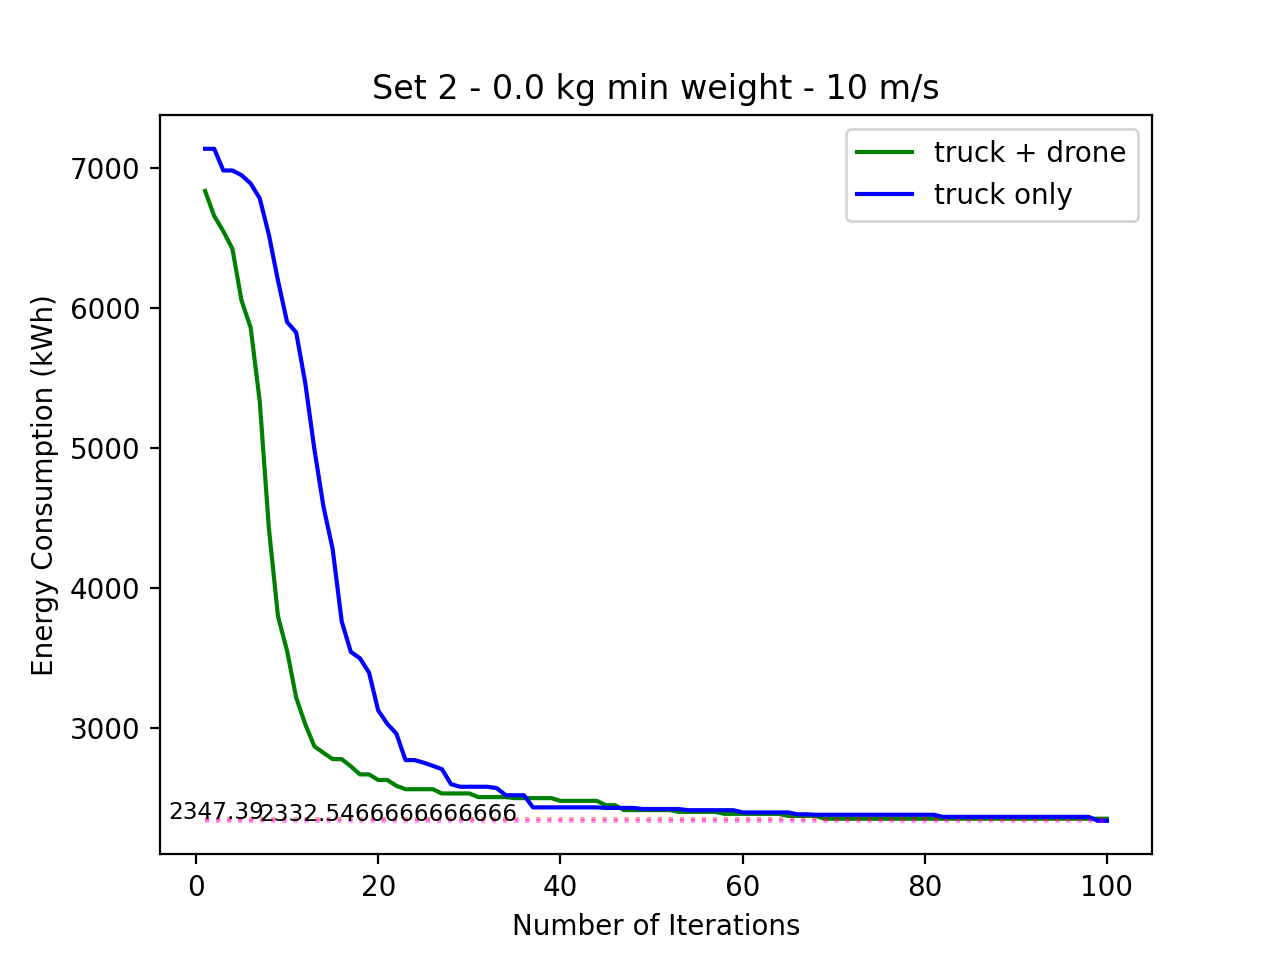 Set 2 - 0.0 kg min weight - 10 m/s
truck + drone
truck only
7000
6000
5000
4000
3000
Energy Consumption (kWh)
2347.39
2332.5466666666666
0
20
40
60
80
100
Number of Iterations